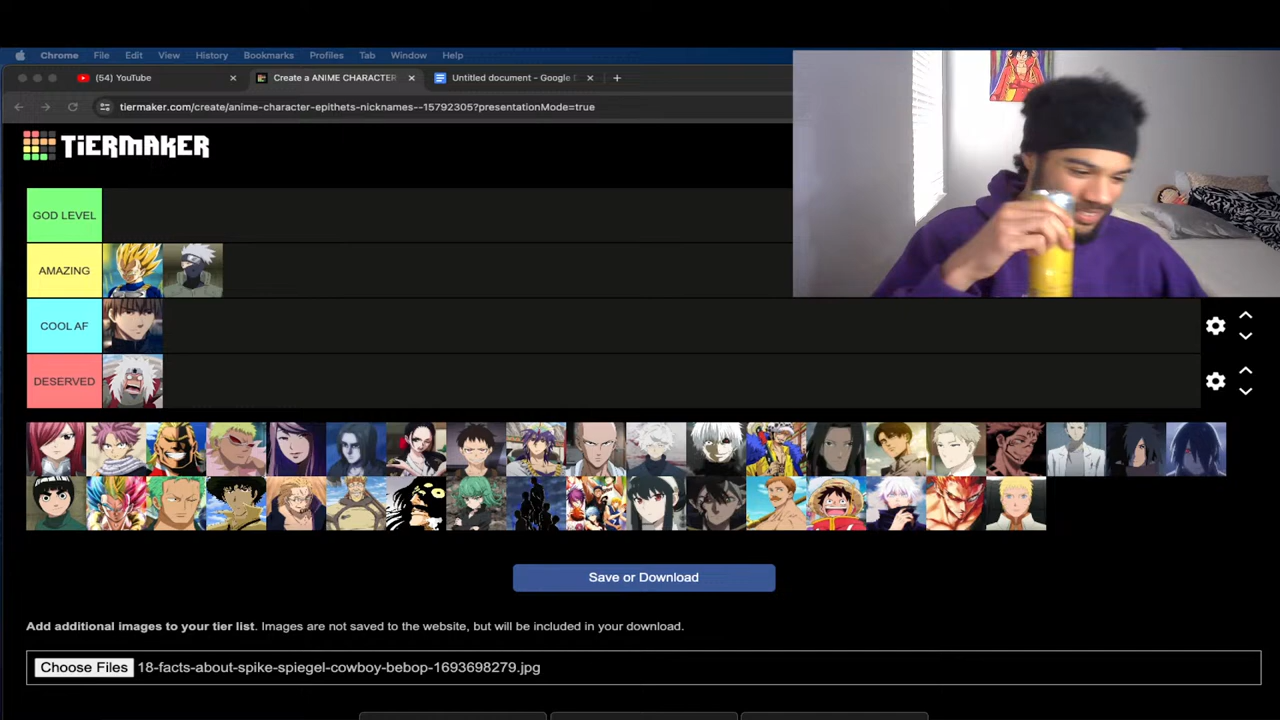 Chrome File Edit View History Bookmarks Profiles Tab Window Help
(54) YouTube
Create a ANIME CHARACTER
Untitled document - Google D
tiermaker.com/create/anime-character-epithets-nicknames--15792305?presentationMode=true
TiERMAKER
GOD LEVEL
AMAZING
COOL AF
DESERVED
Save or Download
Add additional images to your tier list. Images are not saved to the website, but will be included in your download.
Choose Files 18-facts-about-spike-spiegel-cowboy-bebop-1693698279.jpg